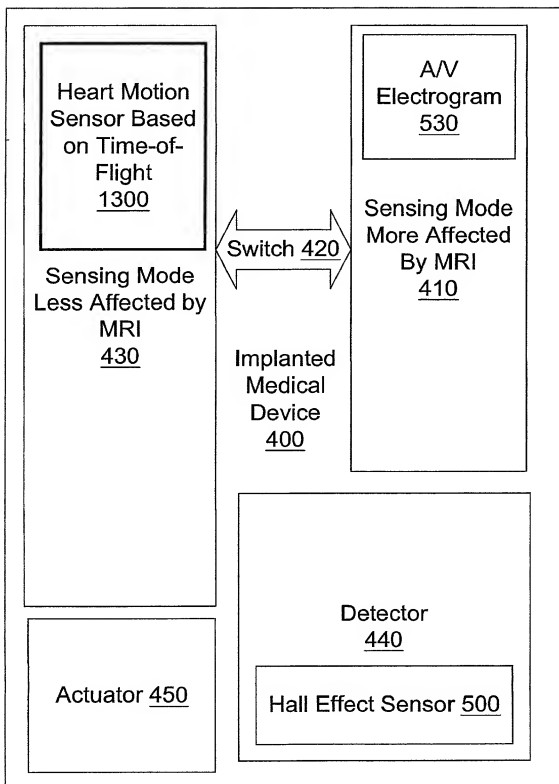 Heart Motion
Sensor Based
on Time-of-
Flight
1300
Sensing Mode
Less Affected by
MRI
430
Switch 420
A/V
Electrogram
530
Sensing Mode
More Affected
By MRI
410
Implanted
Medical
Device
400
Detector
440
Hall Effect Sensor 500
Actuator 450